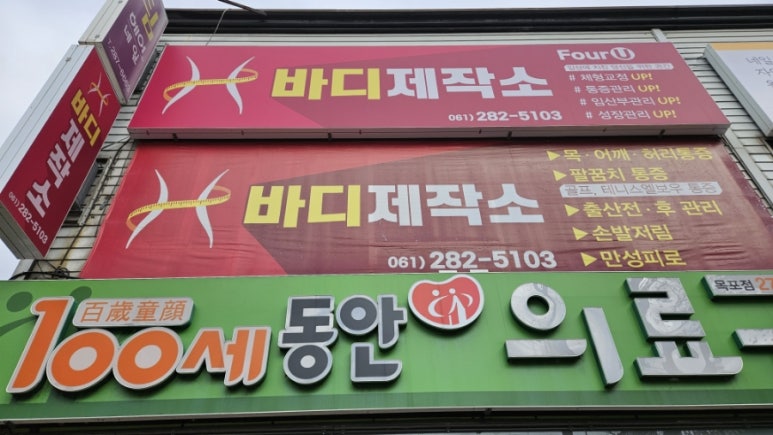 바디제작소
061) 282-5103
Four U
# 체형교정 UP!
# 통증관리 UP!
# 임산부관리 UP!
# 성장관리 UP!
바디제작소
061) 282-5103
바디제작소
061) 282-5103
▶목·어깨·허리통증
▶팔꿈치 통증
골프, 테니스엘보우 통증
▶출산전·후 관리
▶손발저림
▶만성피로
百歲童顔
100세동안 의료
목포점